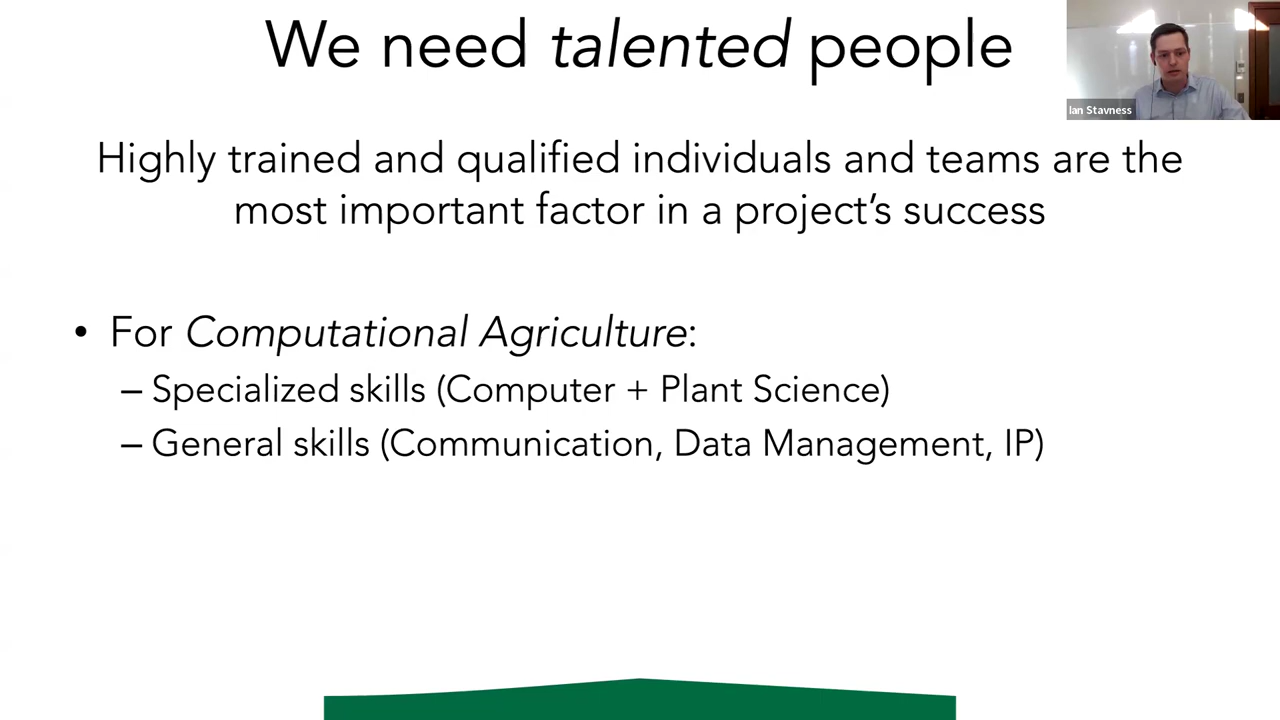 We need talented people
Ian Stavness
Highly trained and qualified individuals and teams are the
most important factor in a project’s success
• For Computational Agriculture:
– Specialized skills (Computer + Plant Science)
– General skills (Communication, Data Management, IP)